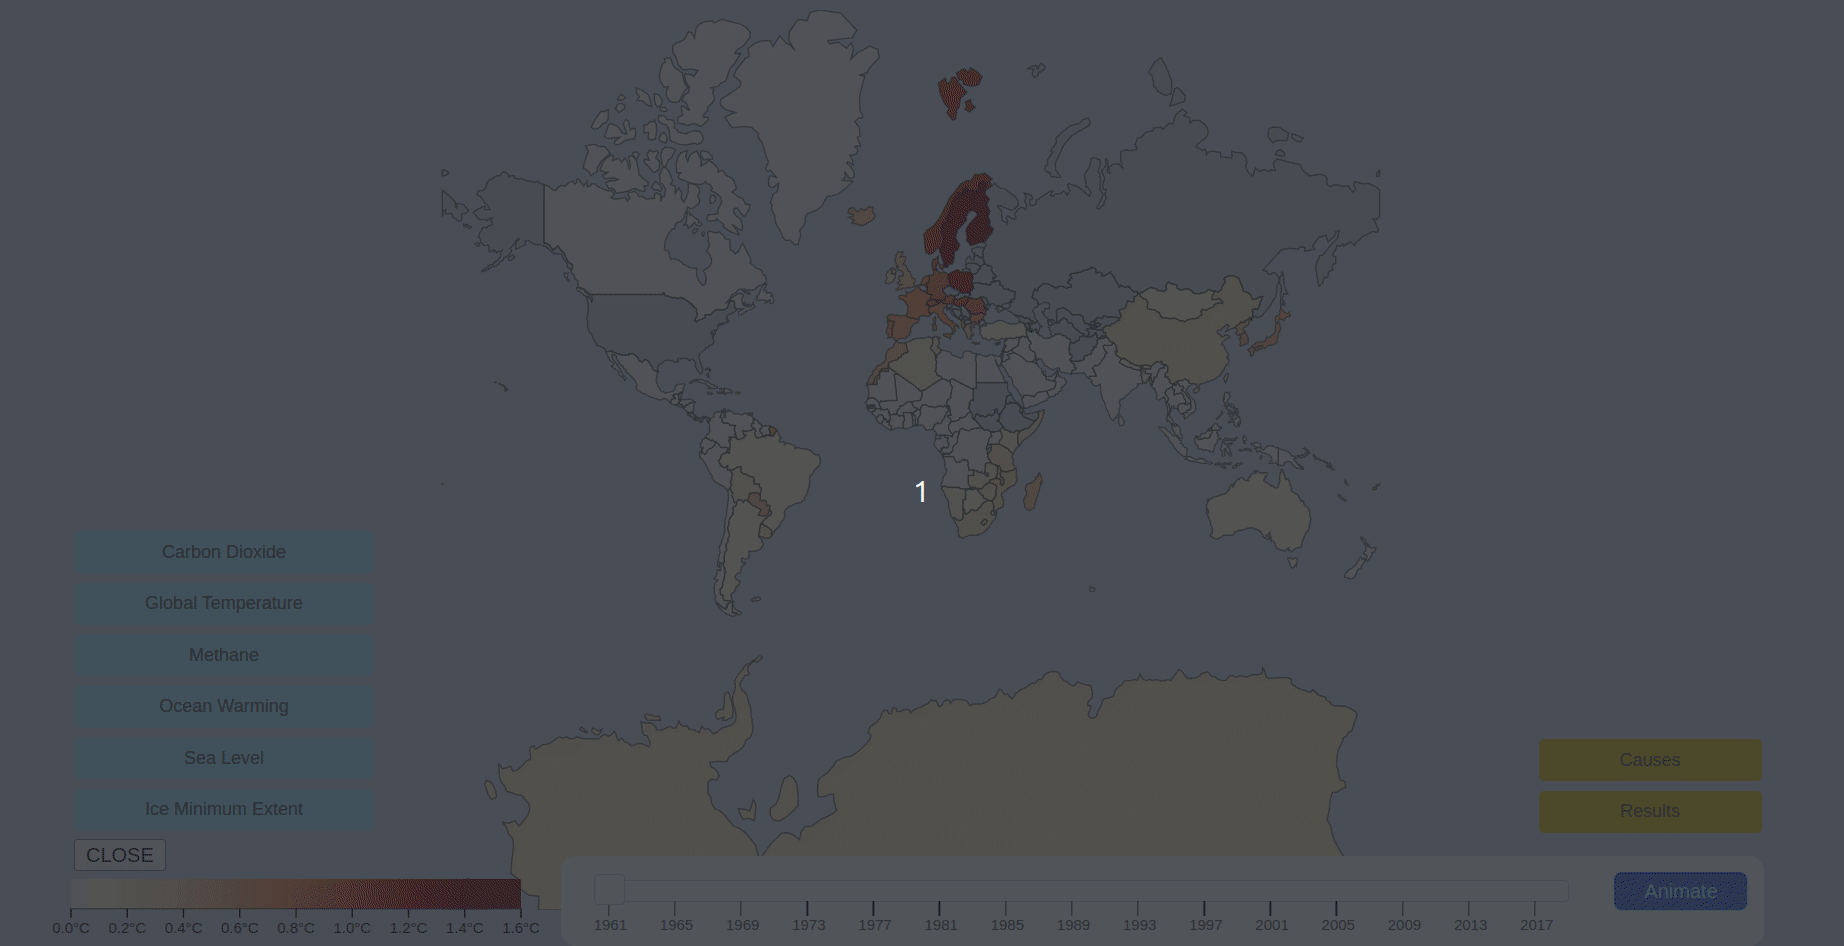 1
Carbon Dioxide
Global Temperature
Methane
Ocean Warming
Sea Level
Ice Minimum Extent
CLOSE
0.0°C 0.2°C 0.4°C 0.6°C 0.8°C 1.0°C 1.2°C 1.4°C 1.6°C
Causes
Results
Animate
1961 1965 1969 1973 1977 1981 1985 1989 1993 1997 2001 2005 2009 2013 2017